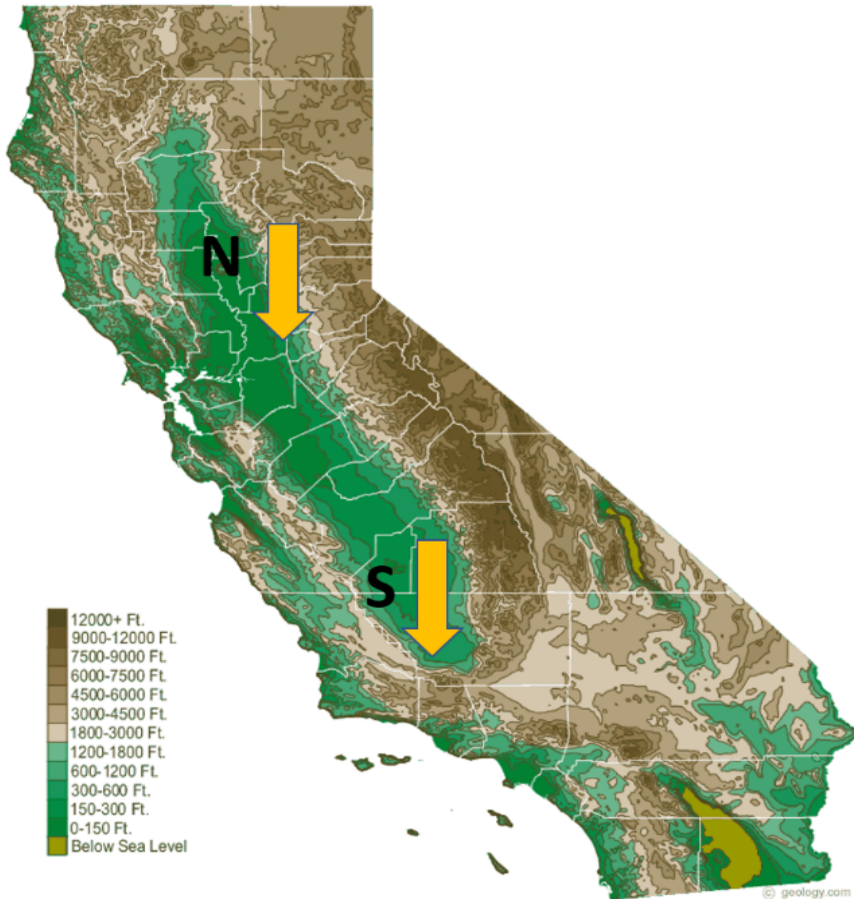 N
S
12000+ Ft.
9000-12000 Ft.
7500-9000 Ft.
6000-7500 Ft.
4500-6000 Ft.
3000-4500 Ft.
1800-3000 Ft.
1200-1800 Ft.
600-1200 Ft.
300-600 Ft.
150-300 Ft.
0-150 Ft.
Below Sea Level
© geology.com